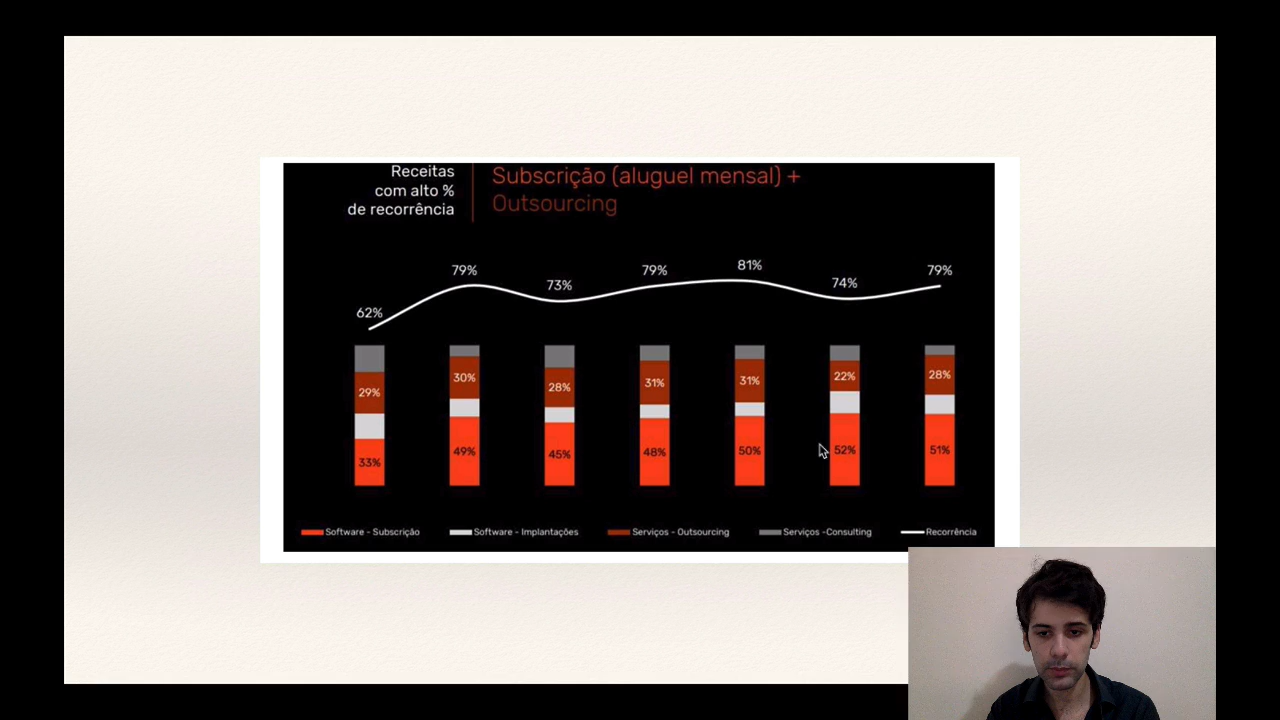 Receitas
com alto %
de recorrência
Subscrição (aluguel mensal) +
Outsourcing
62%
79%
73%
79%
81%
74%
79%
29%
30%
28%
31%
31%
22%
28%
33%
49%
45%
48%
50%
52%
51%
Software - Subscrição
Software - Implantações
Serviços - Outsourcing
Serviços -Consulting
Recorrência